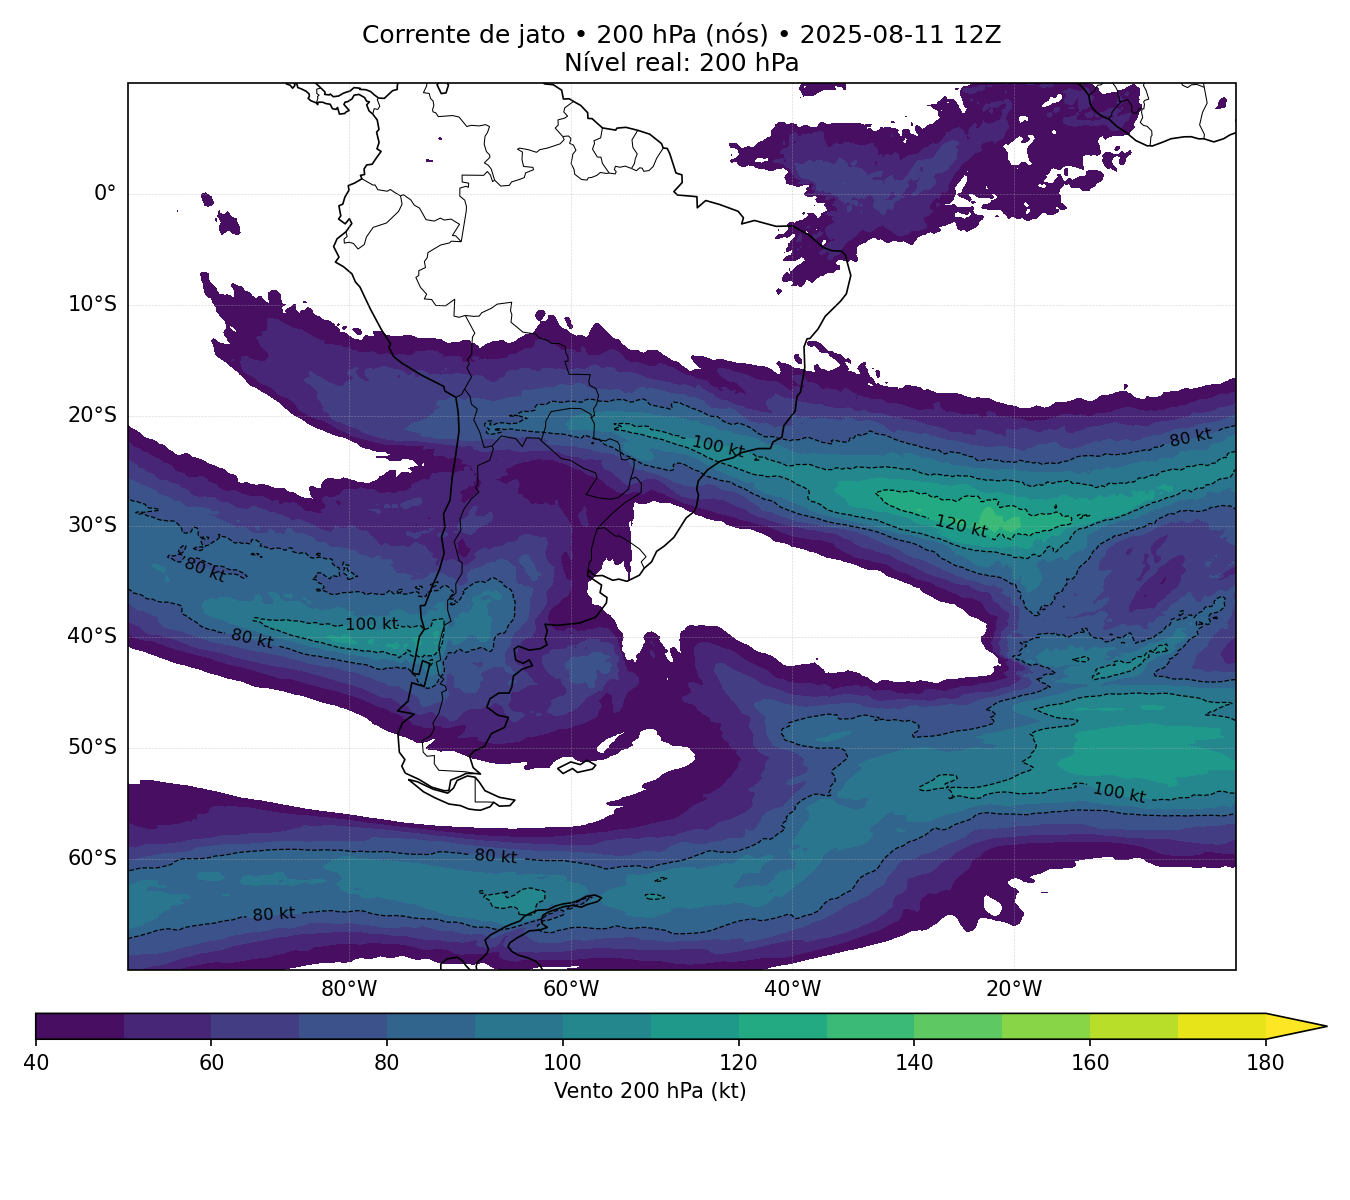 Corrente de jato • 200 hPa (nós) • 2025-08-11 12Z
Nível real: 200 hPa
0°
10°S
20°S
30°S
40°S
50°S
60°S
80 kt
100 kt
120 kt
80 kt
100 kt
80 kt
100 kt
80 kt
80 kt
80°W
60°W
40°W
20°W
40
60
80
100
120
140
160
180
Vento 200 hPa (kt)